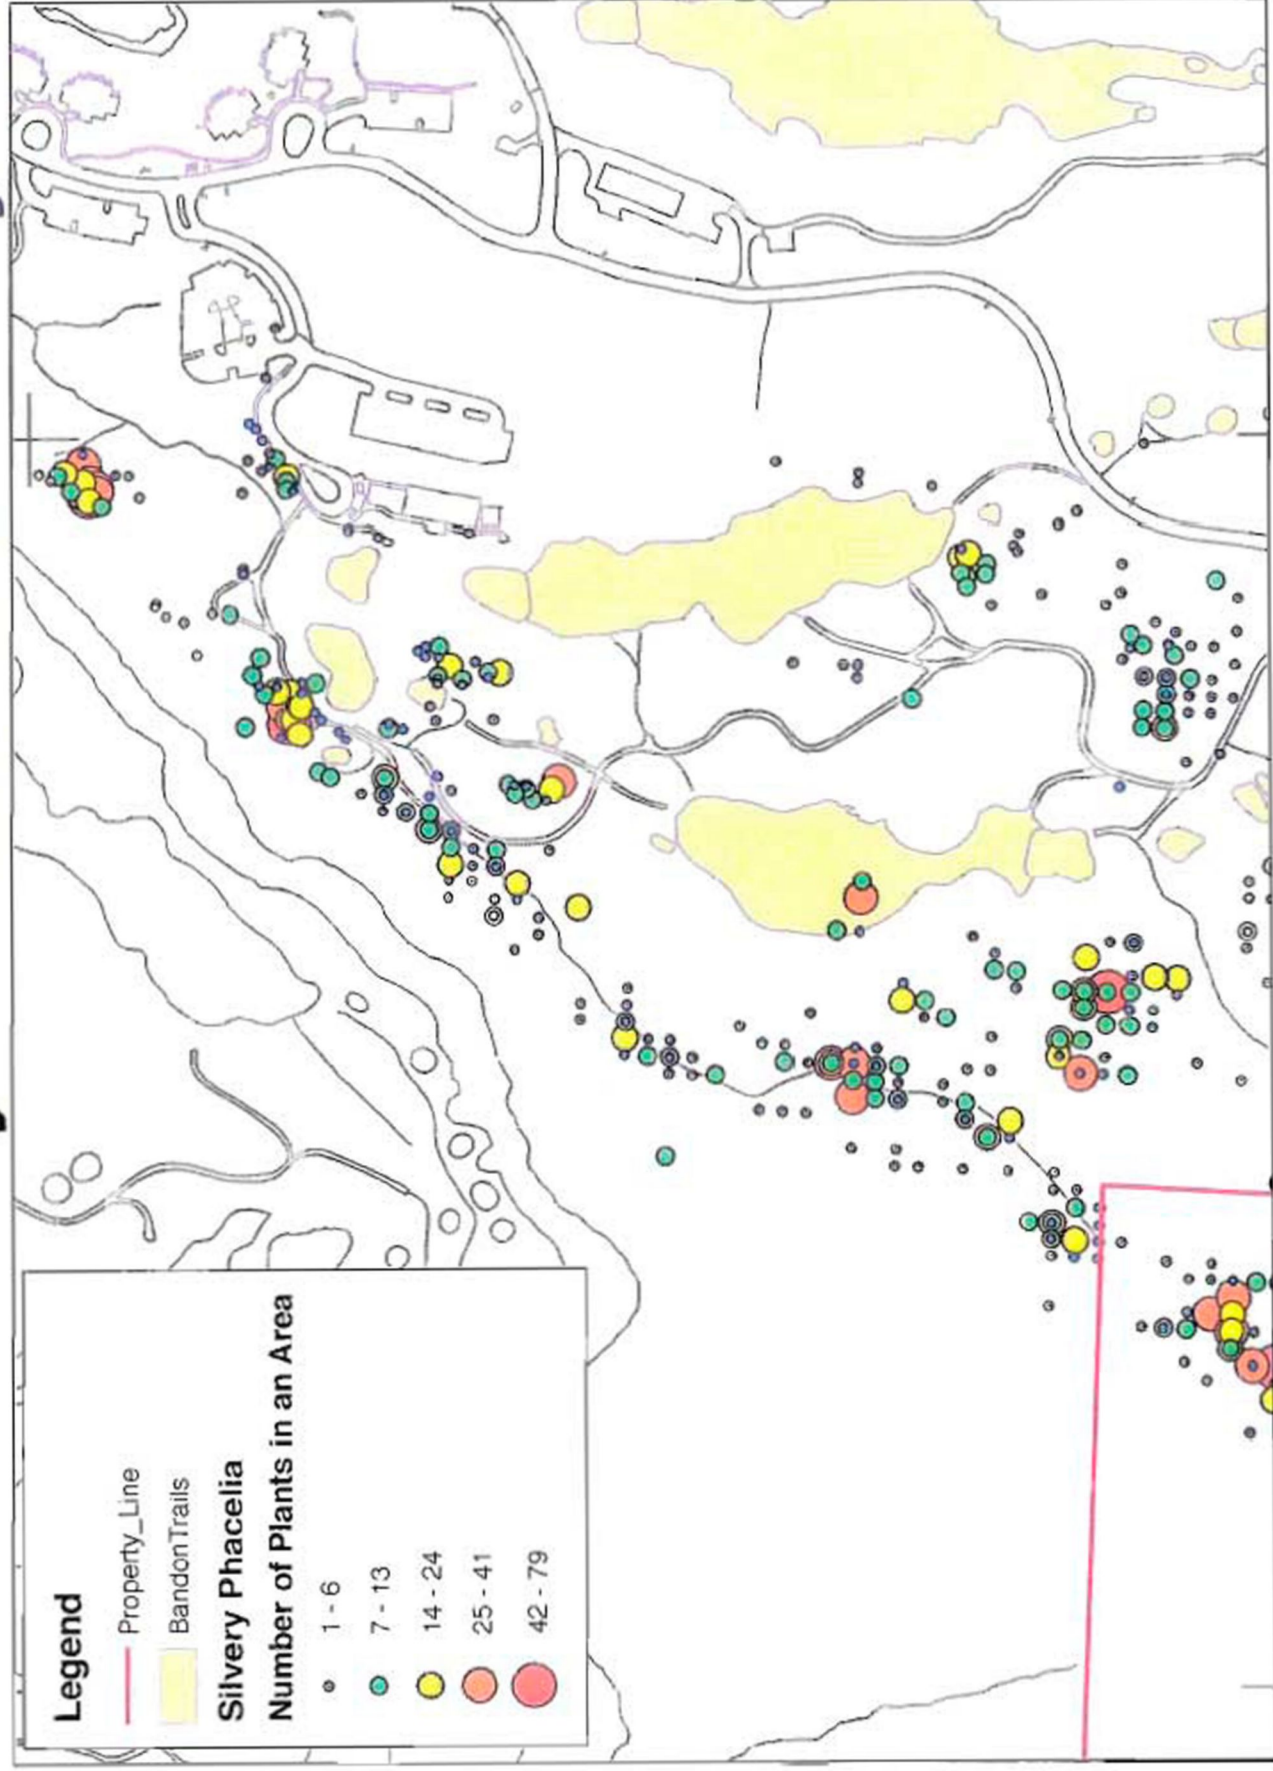 Legend
Property_Line
BandonTrails
Silvery Phacelia
Number of Plants in an Area
1 - 6
7 - 13
14 - 24
25 - 41
42 - 79